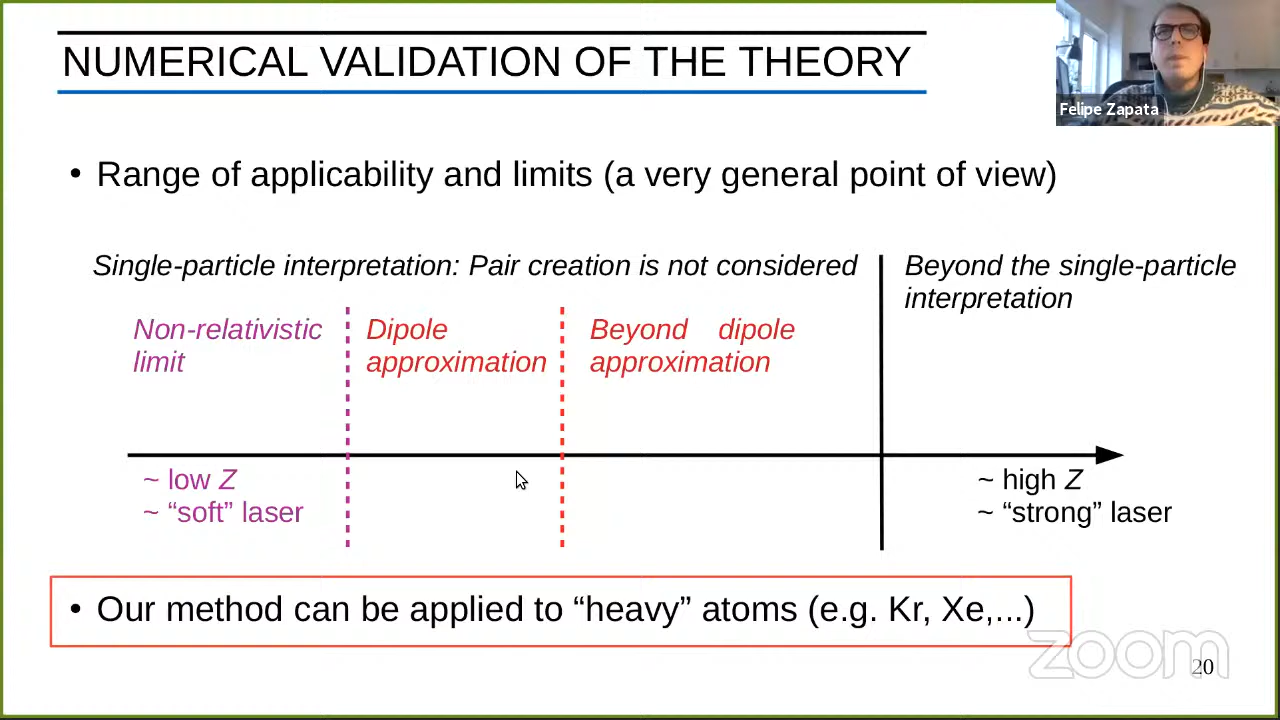 NUMERICAL VALIDATION OF THE THEORY
Felipe Zapata
• Range of applicability and limits (a very general point of view)
Single-particle interpretation: Pair creation is not considered
Beyond the single-particle
interpretation
Non-relativistic
limit
Dipole
approximation
Beyond dipole
approximation
~ low Z
~ “soft” laser
~ high Z
~ “strong” laser
• Our method can be applied to “heavy” atoms (e.g. Kr, Xe,...)
zoom
20